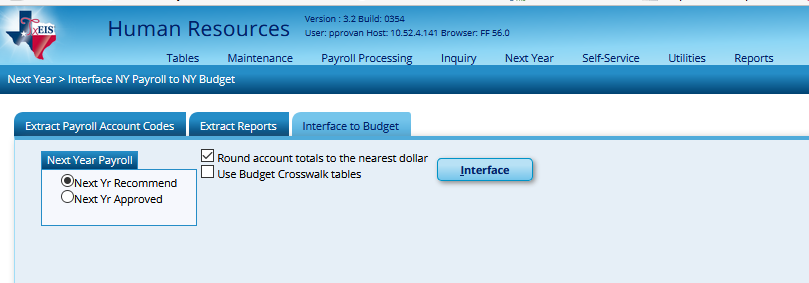 TxEIS
Human Resources
Version : 3.2 Build: 0354
User: pprovan Host: 10.52.4.141 Browser: FF 56.0
Tables Maintenance Payroll Processing Inquiry Next Year Self-Service Utilities Reports
Next Year > Interface NY Payroll to NY Budget
Extract Payroll Account Codes Extract Reports Interface to Budget
Next Year Payroll
Next Yr Recommend
Next Yr Approved
Round account totals to the nearest dollar
Use Budget Crosswalk tables
Interface